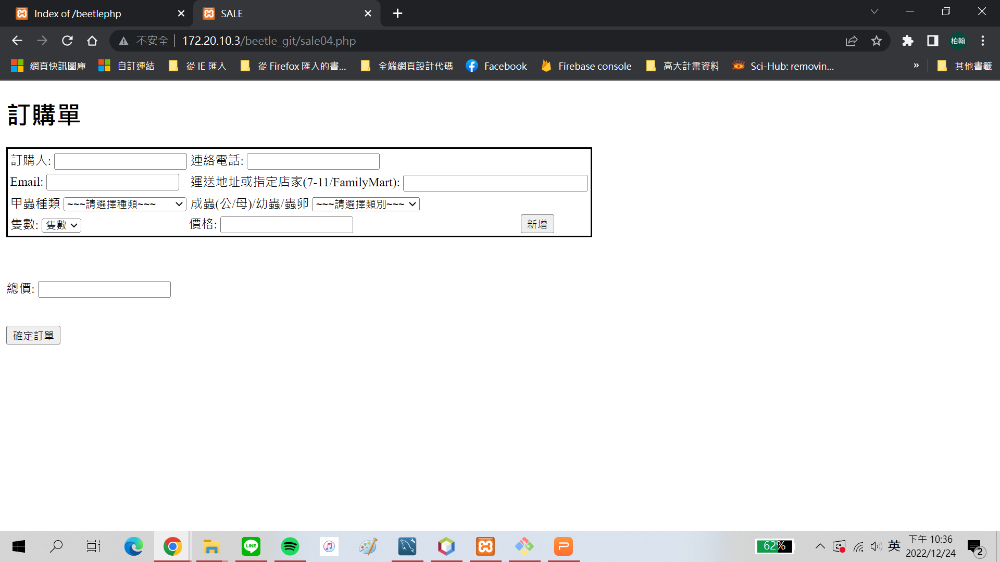 Index of /beetlephp
SALE
不安全 172.20.10.3/beetle_git/sale04.php
柏翰
網頁快訊圖庫 自訂連結 從 IE 匯入 從 Firefox 匯入的書... 全端網頁設計代碼 Facebook Firebase console 高大計畫資料 Sci-Hub: removin... » 其他書籤
訂購單
訂購人: 連絡電話:
Email: 運送地址或指定店家(7-11/FamilyMart):
甲蟲種類 ~~~請選擇種類~~~ 成蟲(公/母)/幼蟲/蟲卵 ~~~請選擇類別~~~
隻數: 隻數 價格: 新增
總價:
確定訂單
LINE
62%
英
下午 10:36
2022/12/24
2